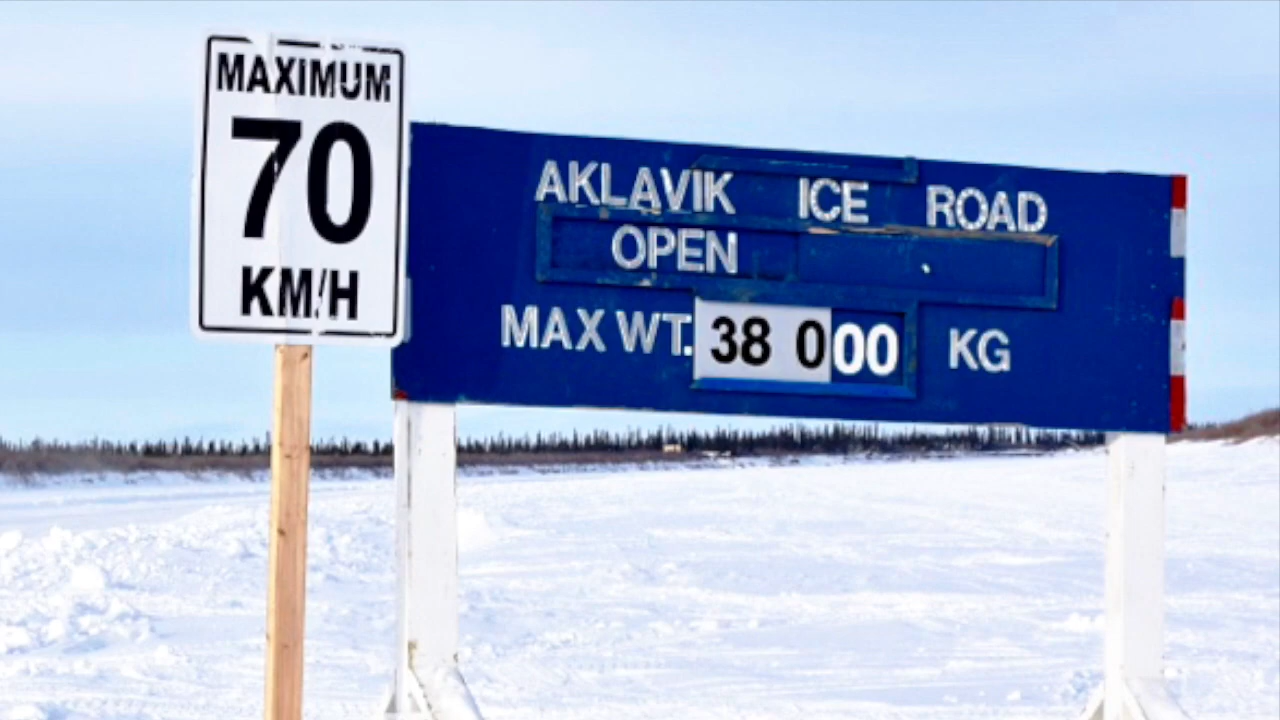 MAXIMUM
70
KM/H
AKLAVIK ICE ROAD
OPEN
MAX WT. 38 000 KG